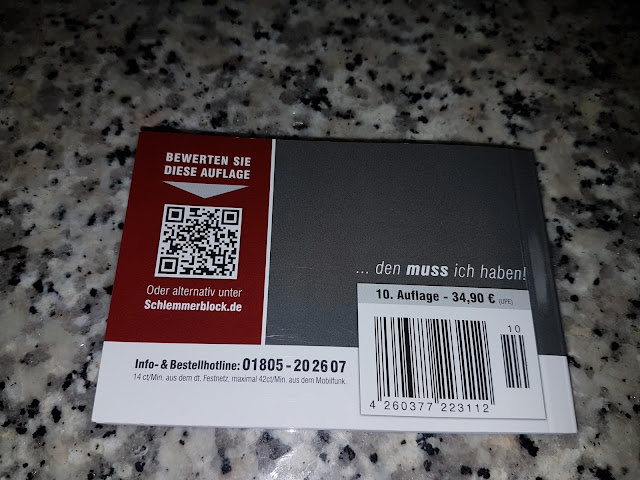 BEWERTEN SIE
DIESE AUFLAGE
Oder alternativ unter
Schlemmerblock.de
... den muss ich haben!
10. Auflage - 34,90 € (UPE)
10
4 260377 223112
Info- & Bestellhotline: 01805 - 20 26 07
14 ct/Min. aus dem dt. Festnetz, maximal 42ct/Min. aus dem Mobilfunk.